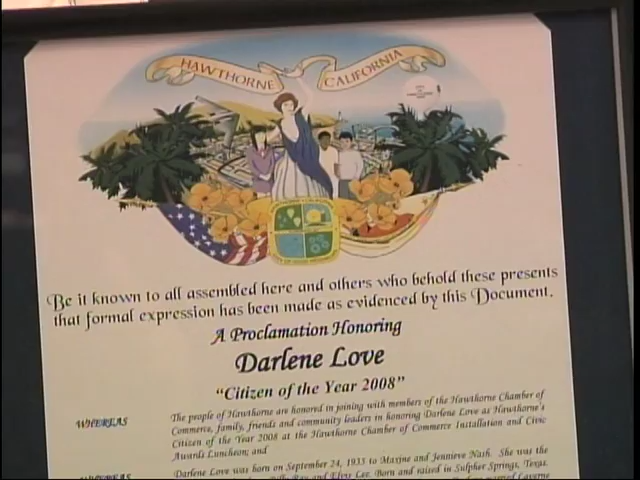 HAWTHORNE CALIFORNIA
Be it known to all assembled here and others who behold these presents
that formal expression has been made as evidenced by this Document.
A Proclamation Honoring
Darlene Love
“Citizen of the Year 2008”
WHEREAS The people of Hawthorne are honored in joining with members of the Hawthorne Chamber of
Commerce, family, friends and community leaders in honoring Darlene Love as Hawthorne's
Citizen of the Year 2008 at the Hawthorne Chamber of Commerce Installation and Civic
Awards Luncheon; and
WHEREAS Darlene Love was born on September 24, 1933 to Maxine and Jennieve Nash. She was the
Born and raised in Sulpher Springs, Texas.